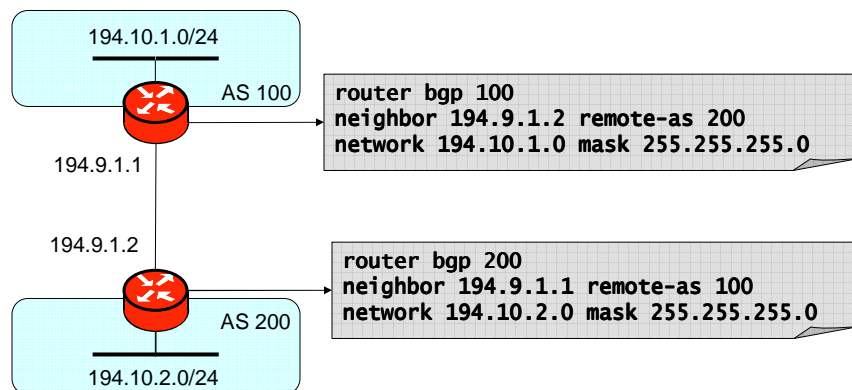 194.10.1.0/24
AS 100
router bgp 100
neighbor 194.9.1.2 remote-as 200
network 194.10.1.0 mask 255.255.255.0
194.9.1.1
194.9.1.2
router bgp 200
neighbor 194.9.1.1 remote-as 100
network 194.10.2.0 mask 255.255.255.0
AS 200
194.10.2.0/24